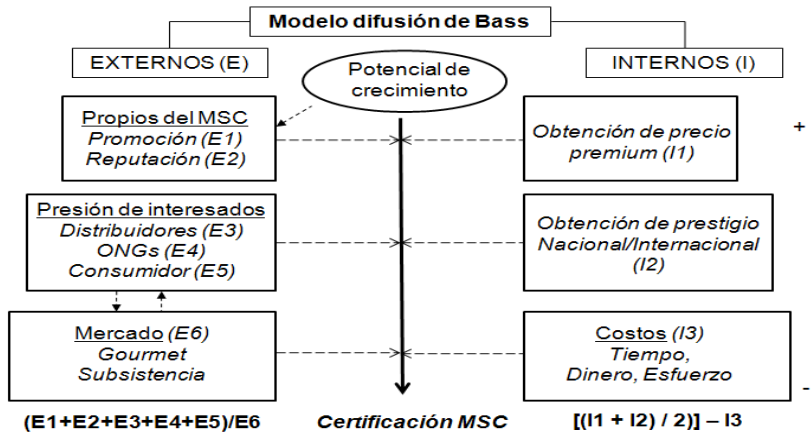 Modelo difusión de Bass
EXTERNOS (E)
Potencial de
crecimiento
INTERNOS (I)
Propios del MSC
Promoción (E1)
Reputación (E2)
Obtención de precio
premium (I1)
+
Presión de interesados
Distribuidores (E3)
ONGs (E4)
Consumidor (E5)
Obtención de prestigio
Nacional/Internacional
(I2)
Mercado (E6)
Gourmet
Subsistencia
Costos (I3)
Tiempo,
Dinero, Esfuerzo
-
(E1+E2+E3+E4+E5)/E6
Certificación MSC
[(I1 + I2) / 2)] – I3